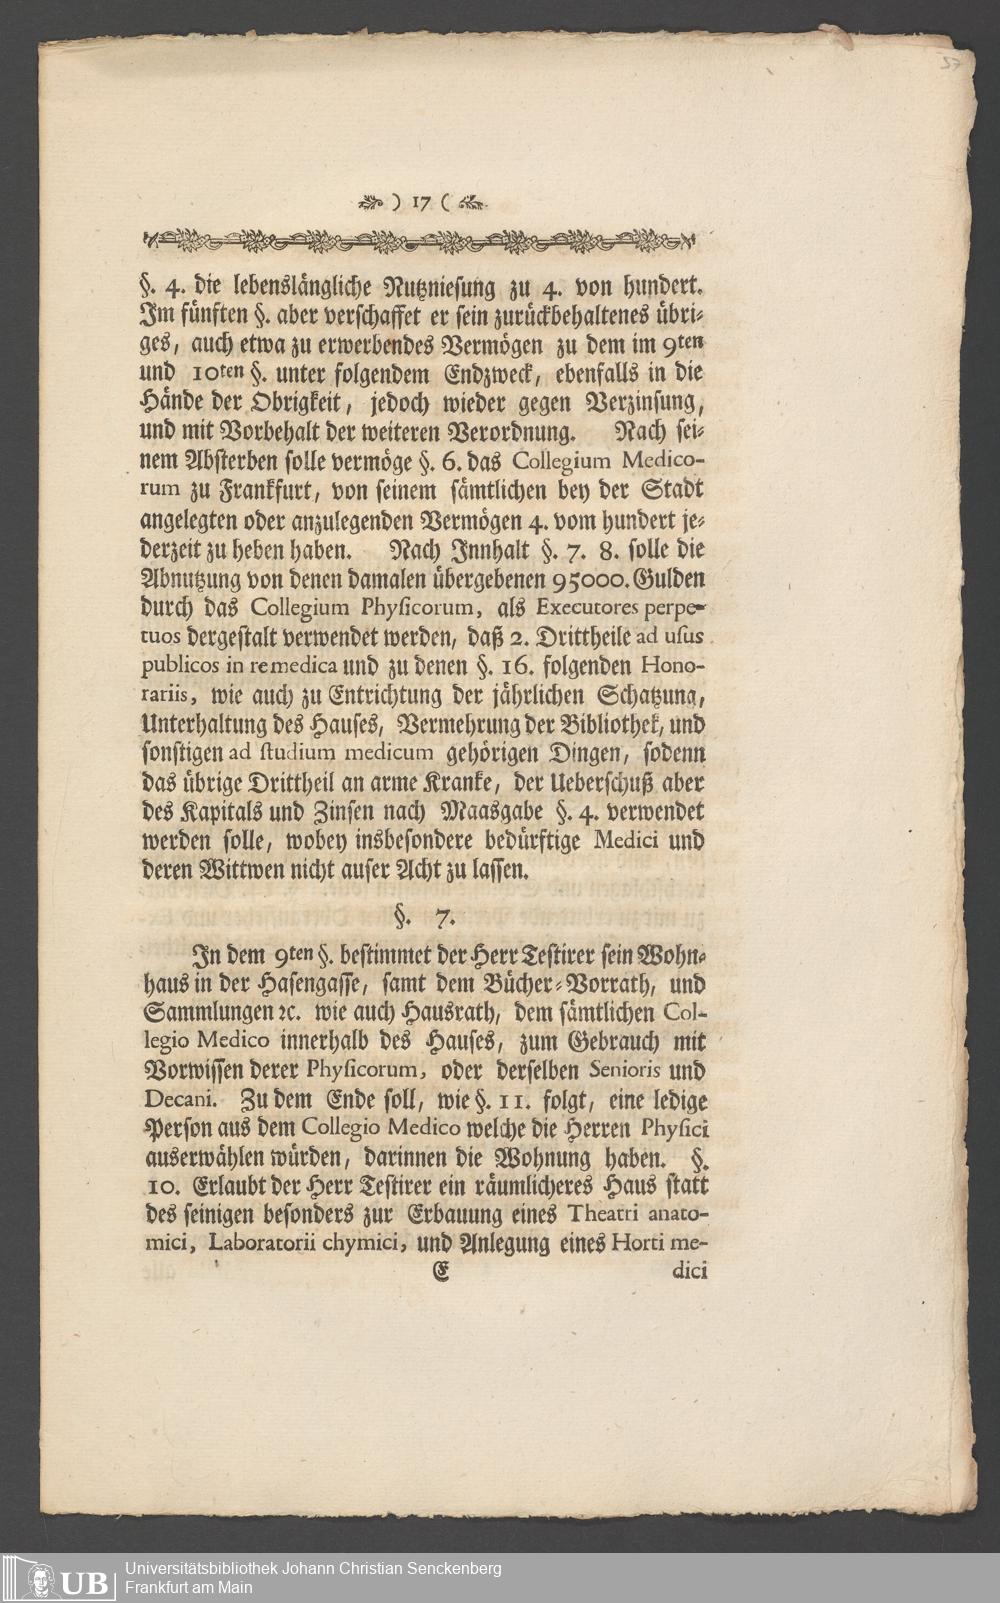 57
) 17 (
§. 4. die lebenslängliche Nutzniesung zu 4. von hundert.
Im fünften §. aber verschaffet er sein zurückbehaltenes übri-
ges, auch etwa zu erwerbendes Vermögen zu dem im 9ten
und 10ten §. unter folgendem Endzweck, ebenfalls in die
Hände der Obrigkeit, jedoch wieder gegen Verzinsung,
und mit Vorbehalt der weiteren Verordnung. Nach sei-
nem Absterben solle vermöge §. 6. das Collegium Medico-
rum zu Frankfurt, von seinem sämtlichen bey der Stadt
angelegten oder anzulegenden Vermögen 4. vom hundert je-
derzeit zu heben haben. Nach Innhalt §. 7. 8. solle die
Abnutzung von denen damalen übergebenen 95000. Gulden
durch das Collegium Physicorum, als Executores perpe-
tuos dergestalt verwendet werden, daß 2. Drittheile ad usus
publicos in re medica und zu denen §. 16. folgenden Hono-
rariis, wie auch zu Entrichtung der jährlichen Schatzung,
Unterhaltung des Hauses, Vermehrung der Bibliothek, und
sonstigen ad studium medicum gehörigen Dingen, sodenn
das übrige Drittheil an arme Kranke, der Ueberschuß aber
des Kapitals und Zinsen nach Maasgabe §. 4. verwendet
werden solle, wobey insbesondere bedürftige Medici und
deren Wittwen nicht auser Acht zu lassen.
§. 7.
In dem 9ten §. bestimmet der Herr Testirer sein Wohn-
haus in der Hasengasse, samt dem Bücher-Vorrath, und
Sammlungen ꝛc. wie auch Hausrath, dem sämtlichen Col-
legio Medico innerhalb des Hauses, zum Gebrauch mit
Vorwissen derer Physicorum, oder derselben Senioris und
Decani. Zu dem Ende soll, wie §. 11. folgt, eine ledige
Person aus dem Collegio Medico welche die Herren Physici
auserwählen würden, darinnen die Wohnung haben. §.
10. Erlaubt der Herr Testirer ein räumlicheres Haus statt
des seinigen besonders zur Erbauung eines Theatri anato-
mici, Laboratorii chymici, und Anlegung eines Horti me-
E dici
UB Universitätsbibliothek Johann Christian Senckenberg
Frankfurt am Main